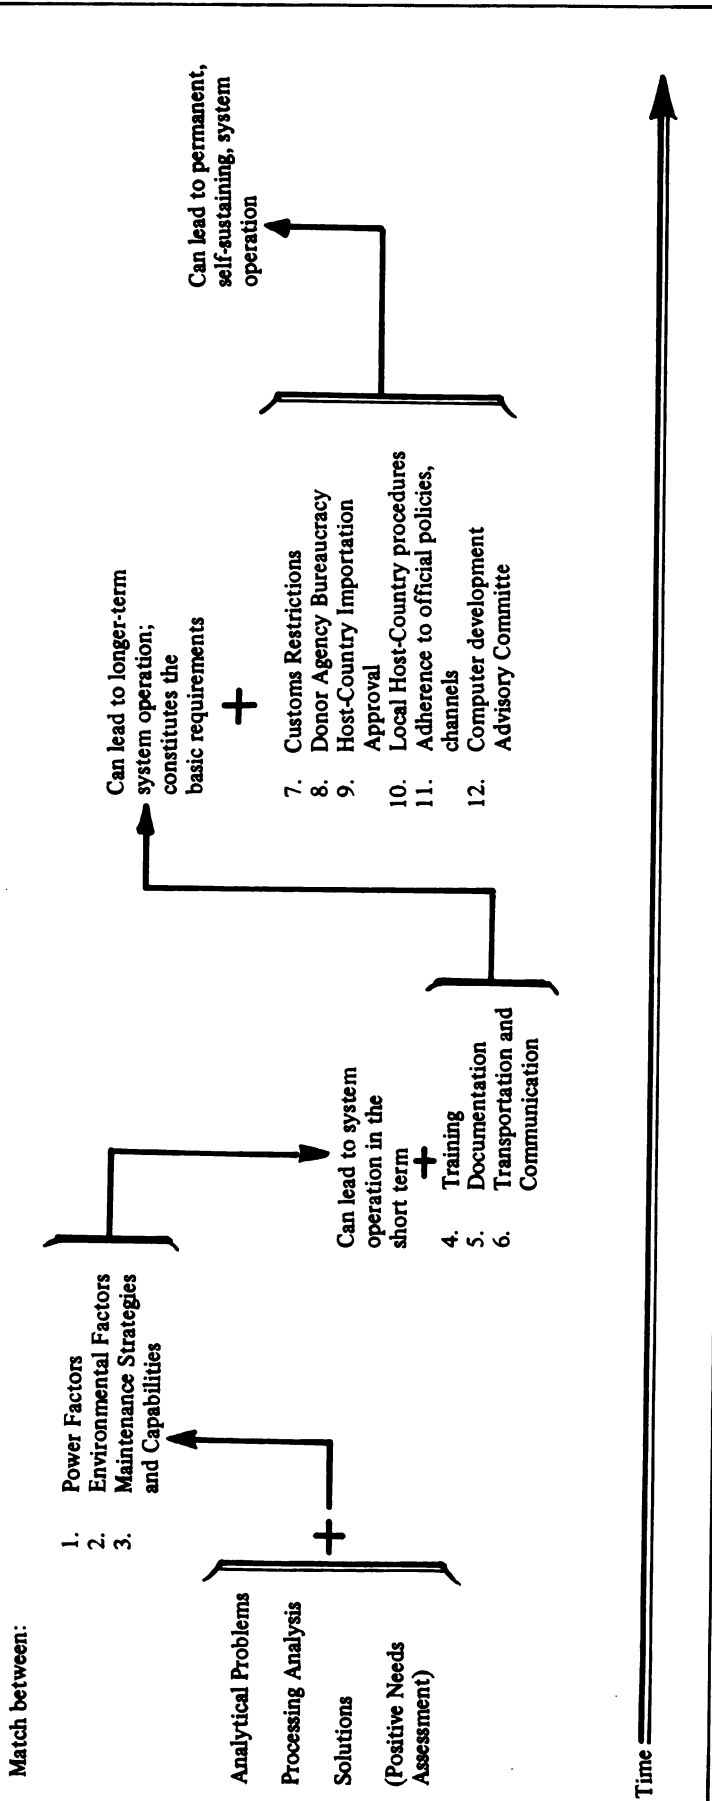 Match between:
Analytical Problems
Processing Analysis
Solutions
(Positive Needs
Assessment)
+
1. Power Factors
2. Environmental Factors
3. Maintenance Strategies
and Capabilities
Can lead to system
operation in the
short term
+
4. Training
5. Documentation
6. Transportation and
Communication
Can lead to longer-term
system operation;
constitutes the
basic requirements
+
7. Customs Restrictions
8. Donor Agency Bureaucracy
9. Host-Country Importation
Approval
10. Local Host-Country procedures
11. Adherence to official policies,
channels
12. Computer development
Advisory Committe
Can lead to permanent,
self-sustaining, system
operation
Time